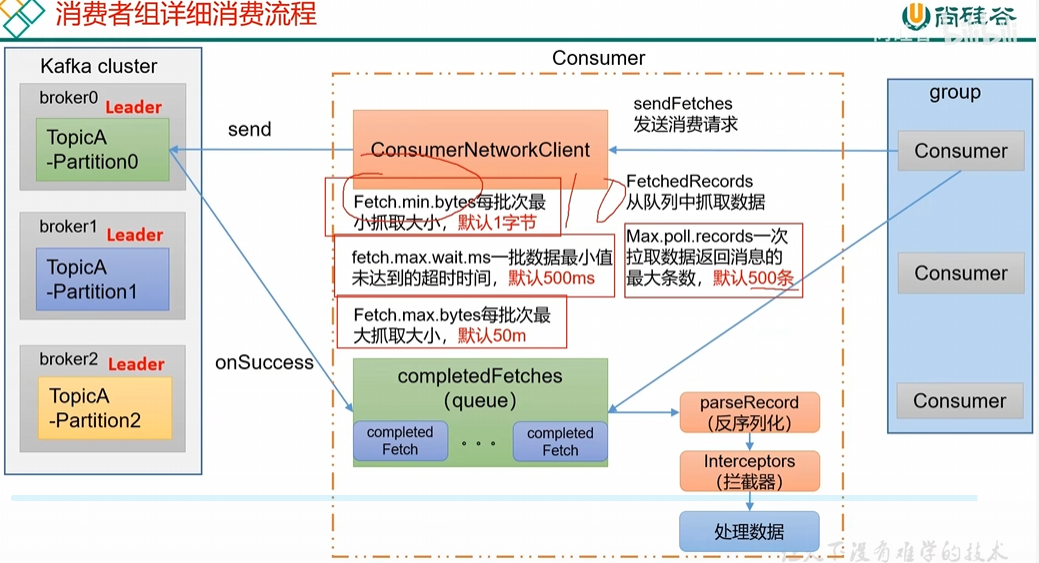 消费者组详细消费流程
尚硅谷
Kafka cluster
broker0
Leader
TopicA
-Partition0
broker1
Leader
TopicA
-Partition1
broker2
Leader
TopicA
-Partition2
send
onSuccess
Consumer
ConsumerNetworkClient
Fetch.min.bytes每批次最
小抓取大小，默认1字节
fetch.max.wait.ms一批数据最小值
未达到的超时时间，默认500ms
Fetch.max.bytes每批次最
大抓取大小，默认50m
completedFetches
（queue）
completed
Fetch
。。。
completed
Fetch
sendFetches
发送消费请求
FetchedRecords
从队列中抓取数据
Max.poll.records一次
拉取数据返回消息的
最大条数，默认500条
parseRecord
（反序列化）
Interceptors
（拦截器）
处理数据
group
Consumer
Consumer
Consumer
没有难学的技术